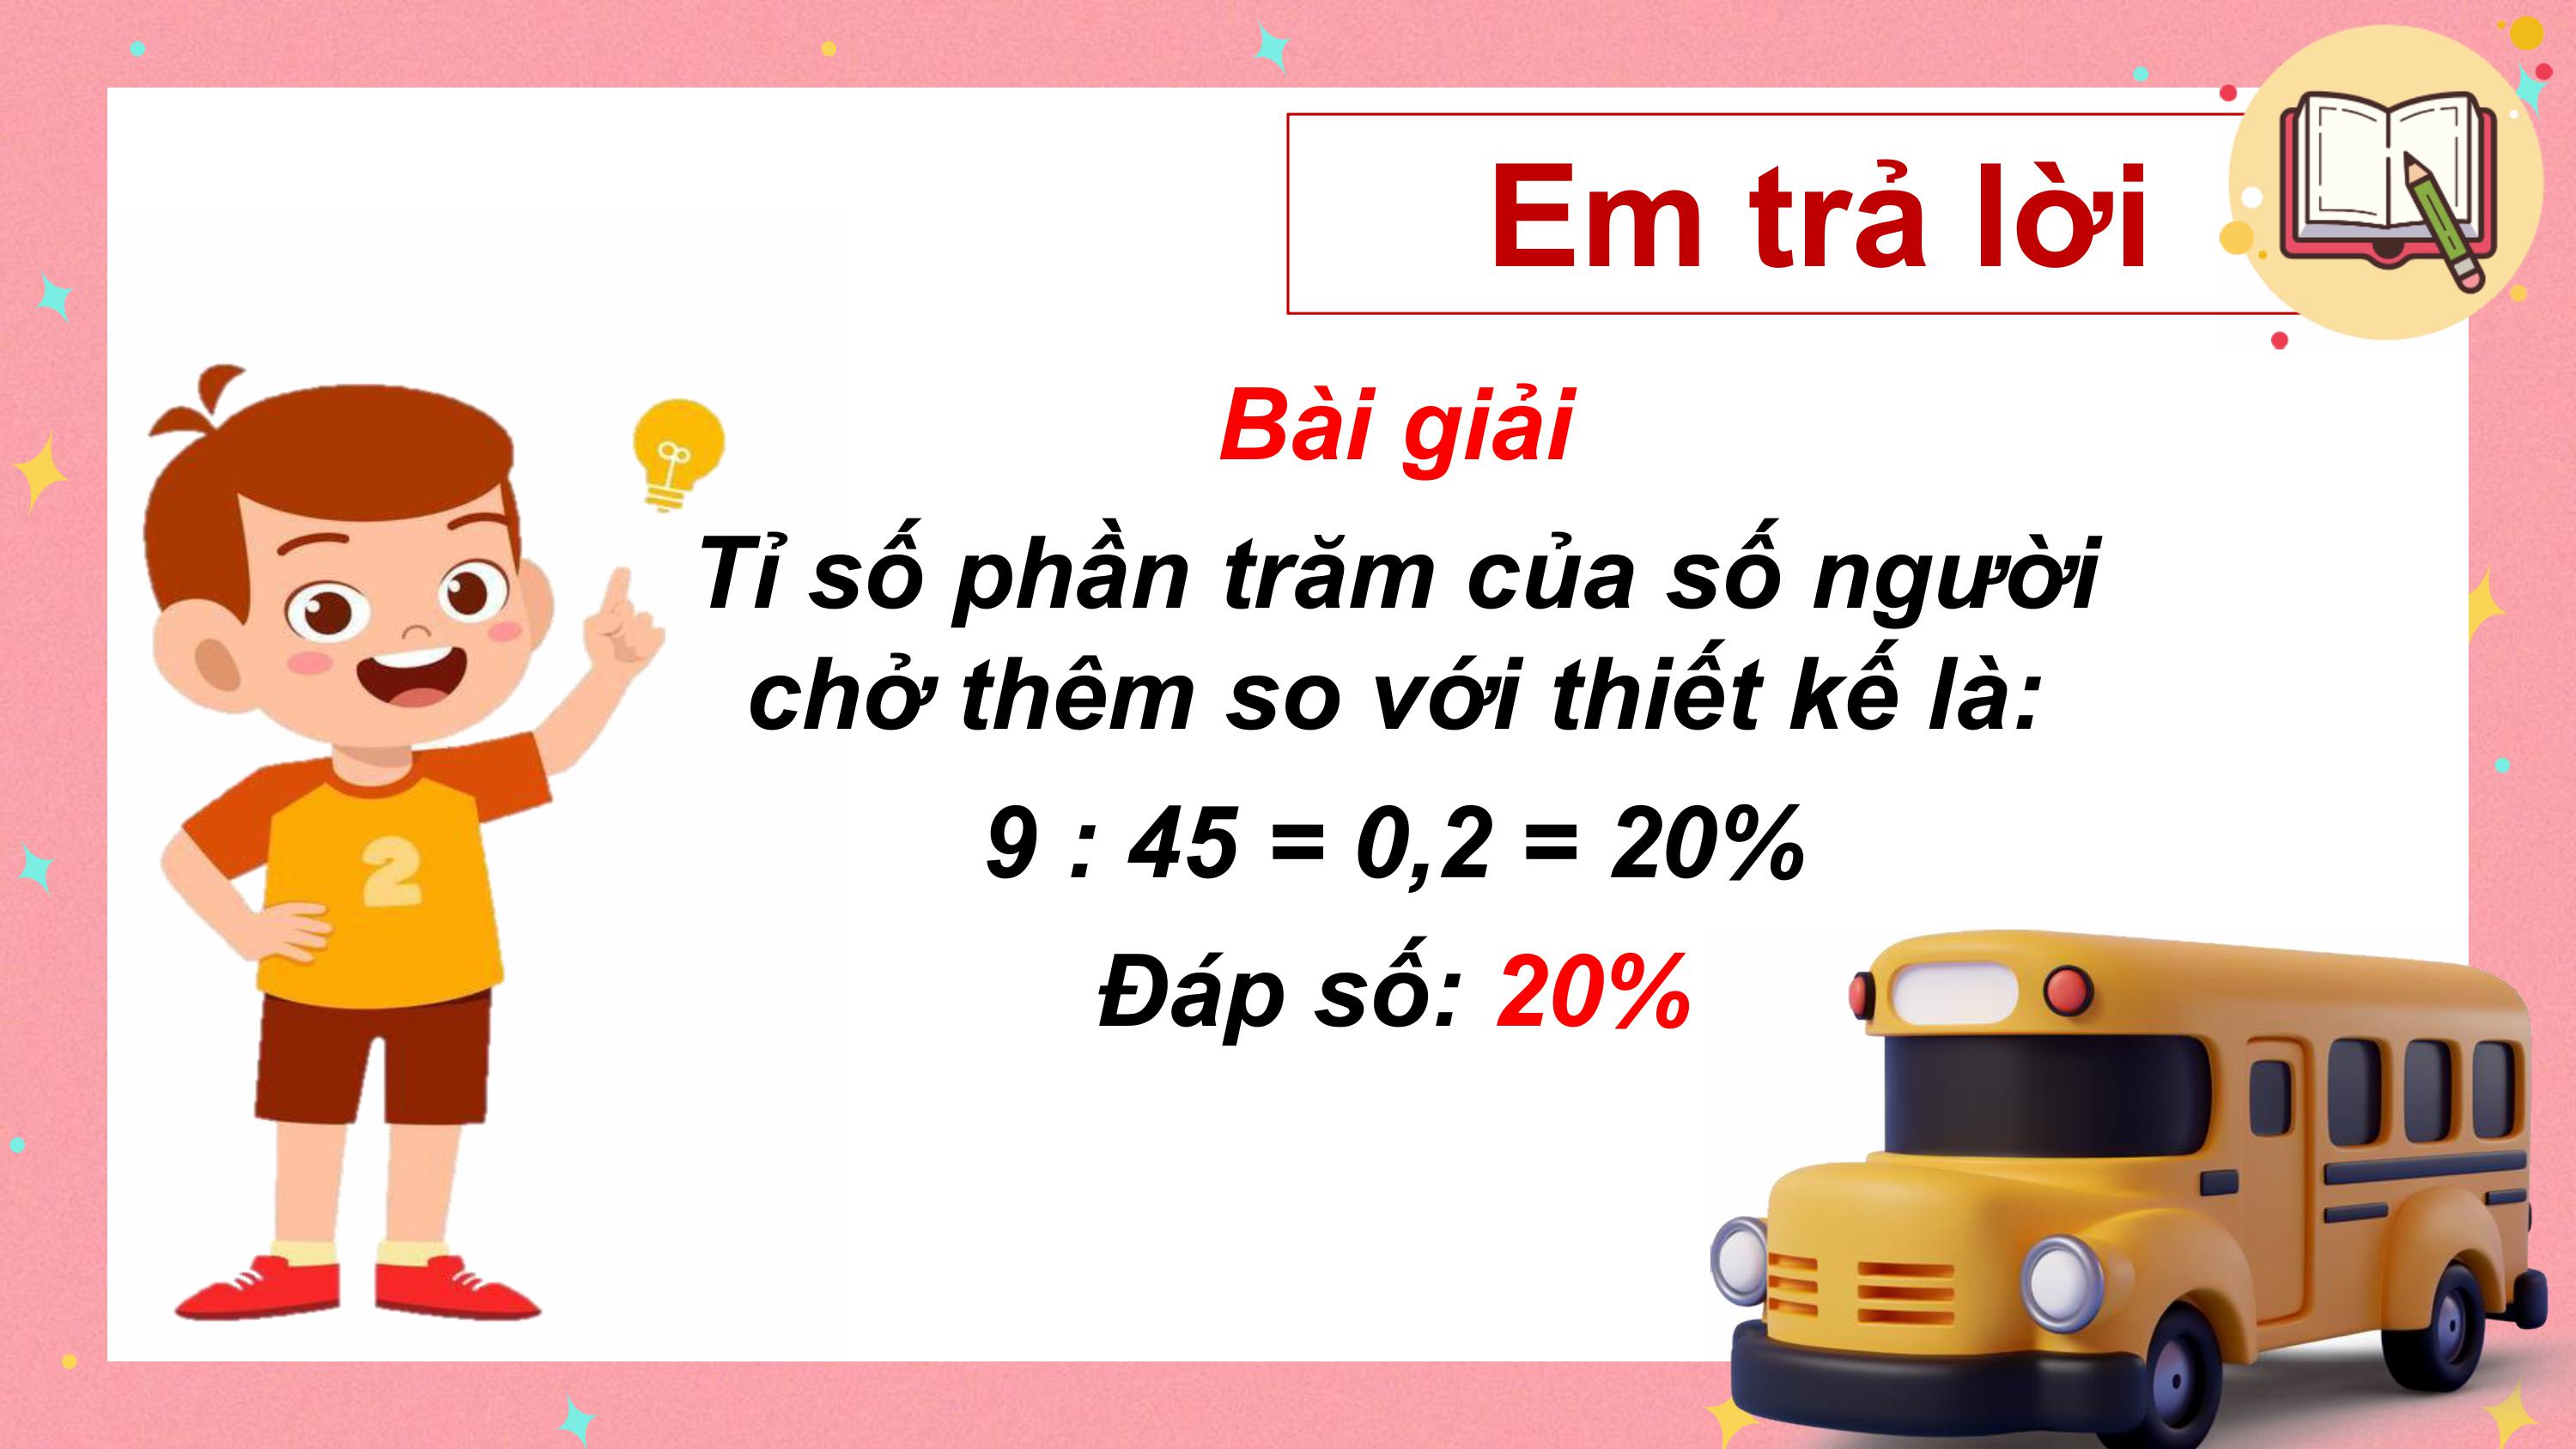 Em trả lời
Bài giải
Tỉ số phần trăm của số người
chở thêm so với thiết kế là:
9 : 45 = 0,2 = 20%
Đáp số: 20%
2